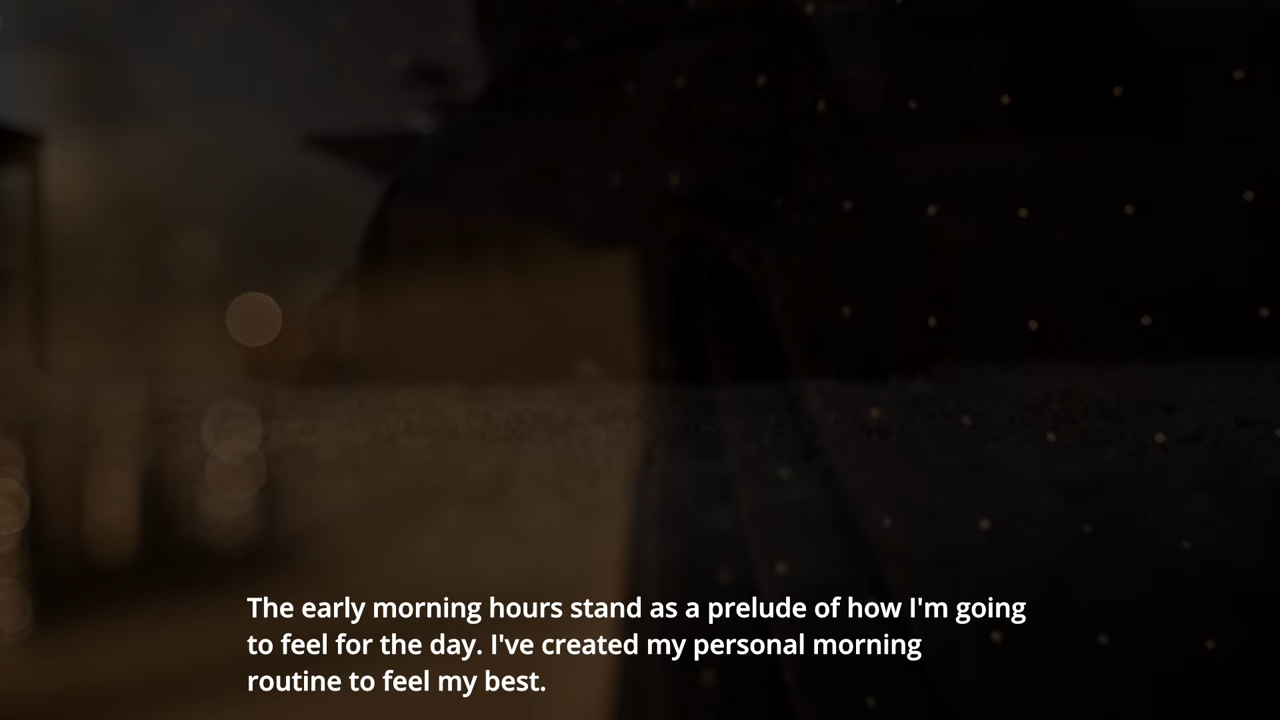 The early morning hours stand as a prelude of how I'm going
to feel for the day. I've created my personal morning
routine to feel my best.